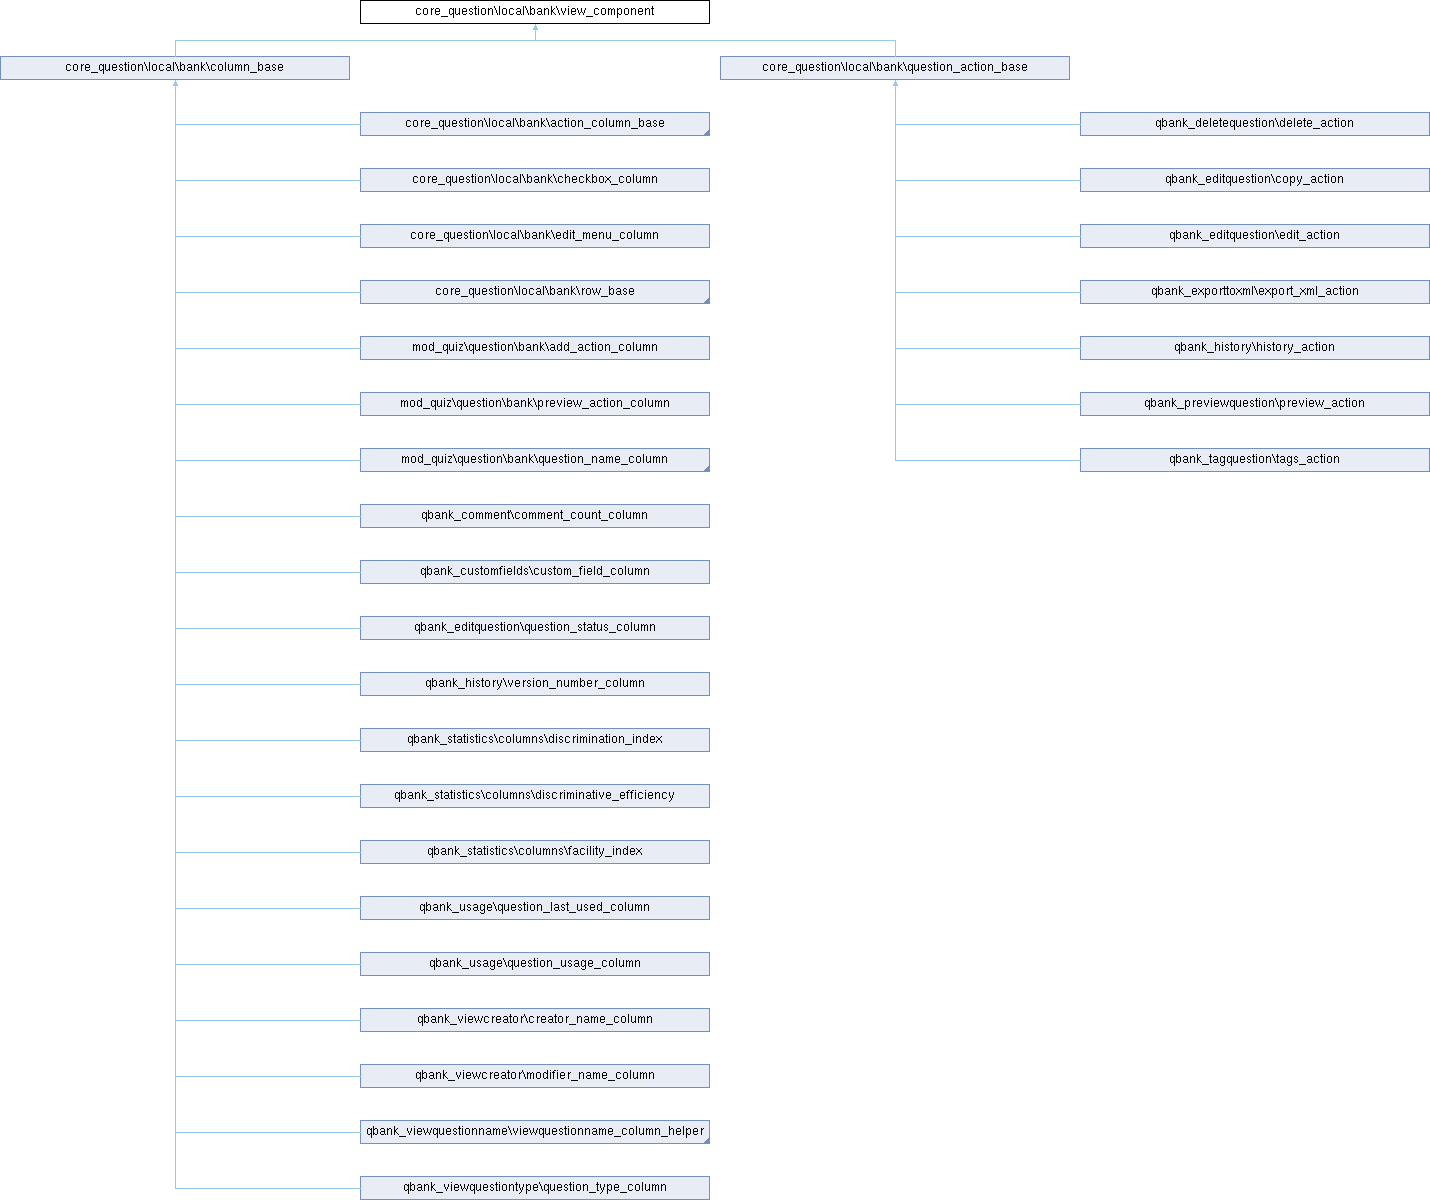 core_question\local\bank\view_component
core_question\local\bank\column_base
core_question\local\bank\question_action_base
core_question\local\bank\action_column_base
qbank_deletequestion\delete_action
core_question\local\bank\checkbox_column
qbank_editquestion\copy_action
core_question\local\bank\edit_menu_column
qbank_editquestion\edit_action
core_question\local\bank\row_base
qbank_exporttoxml\export_xml_action
mod_quiz\question\bank\add_action_column
qbank_history\history_action
mod_quiz\question\bank\preview_action_column
qbank_previewquestion\preview_action
mod_quiz\question\bank\question_name_column
qbank_tagquestion\tags_action
qbank_comment\comment_count_column
qbank_customfields\custom_field_column
qbank_editquestion\question_status_column
qbank_history\version_number_column
qbank_statistics\columns\discrimination_index
qbank_statistics\columns\discriminative_efficiency
qbank_statistics\columns\facility_index
qbank_usage\question_last_used_column
qbank_usage\question_usage_column
qbank_viewcreator\creator_name_column
qbank_viewcreator\modifier_name_column
qbank_viewquestionname\viewquestionname_column_helper
qbank_viewquestiontype\question_type_column